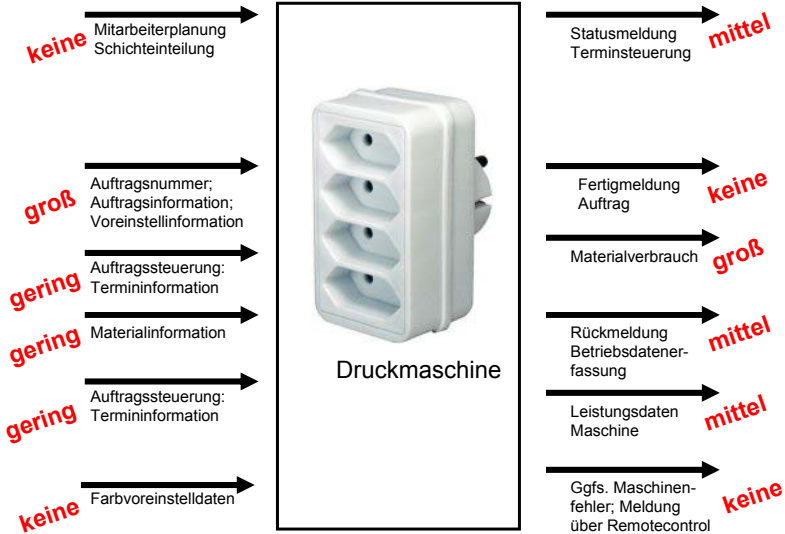 keine
Mitarbeiterplanung
Schichteinteilung
groß
Auftragsnummer;
Auftragsinformation;
Voreinstellinformation
gering
Auftragssteuerung:
Termininformation
gering
Materialinformation
gering
Auftragssteuerung:
Termininformation
keine
Farbvoreinstelldaten
Druckmaschine
Statusmeldung
Terminsteuerung
mittel
Fertigmeldung
Auftrag
keine
Materialverbrauch
groß
Rückmeldung
Betriebsdatener-
fassung
mittel
Leistungsdaten
Maschine
mittel
Ggfs. Maschinen-
fehler; Meldung
über Remotecontrol
keine